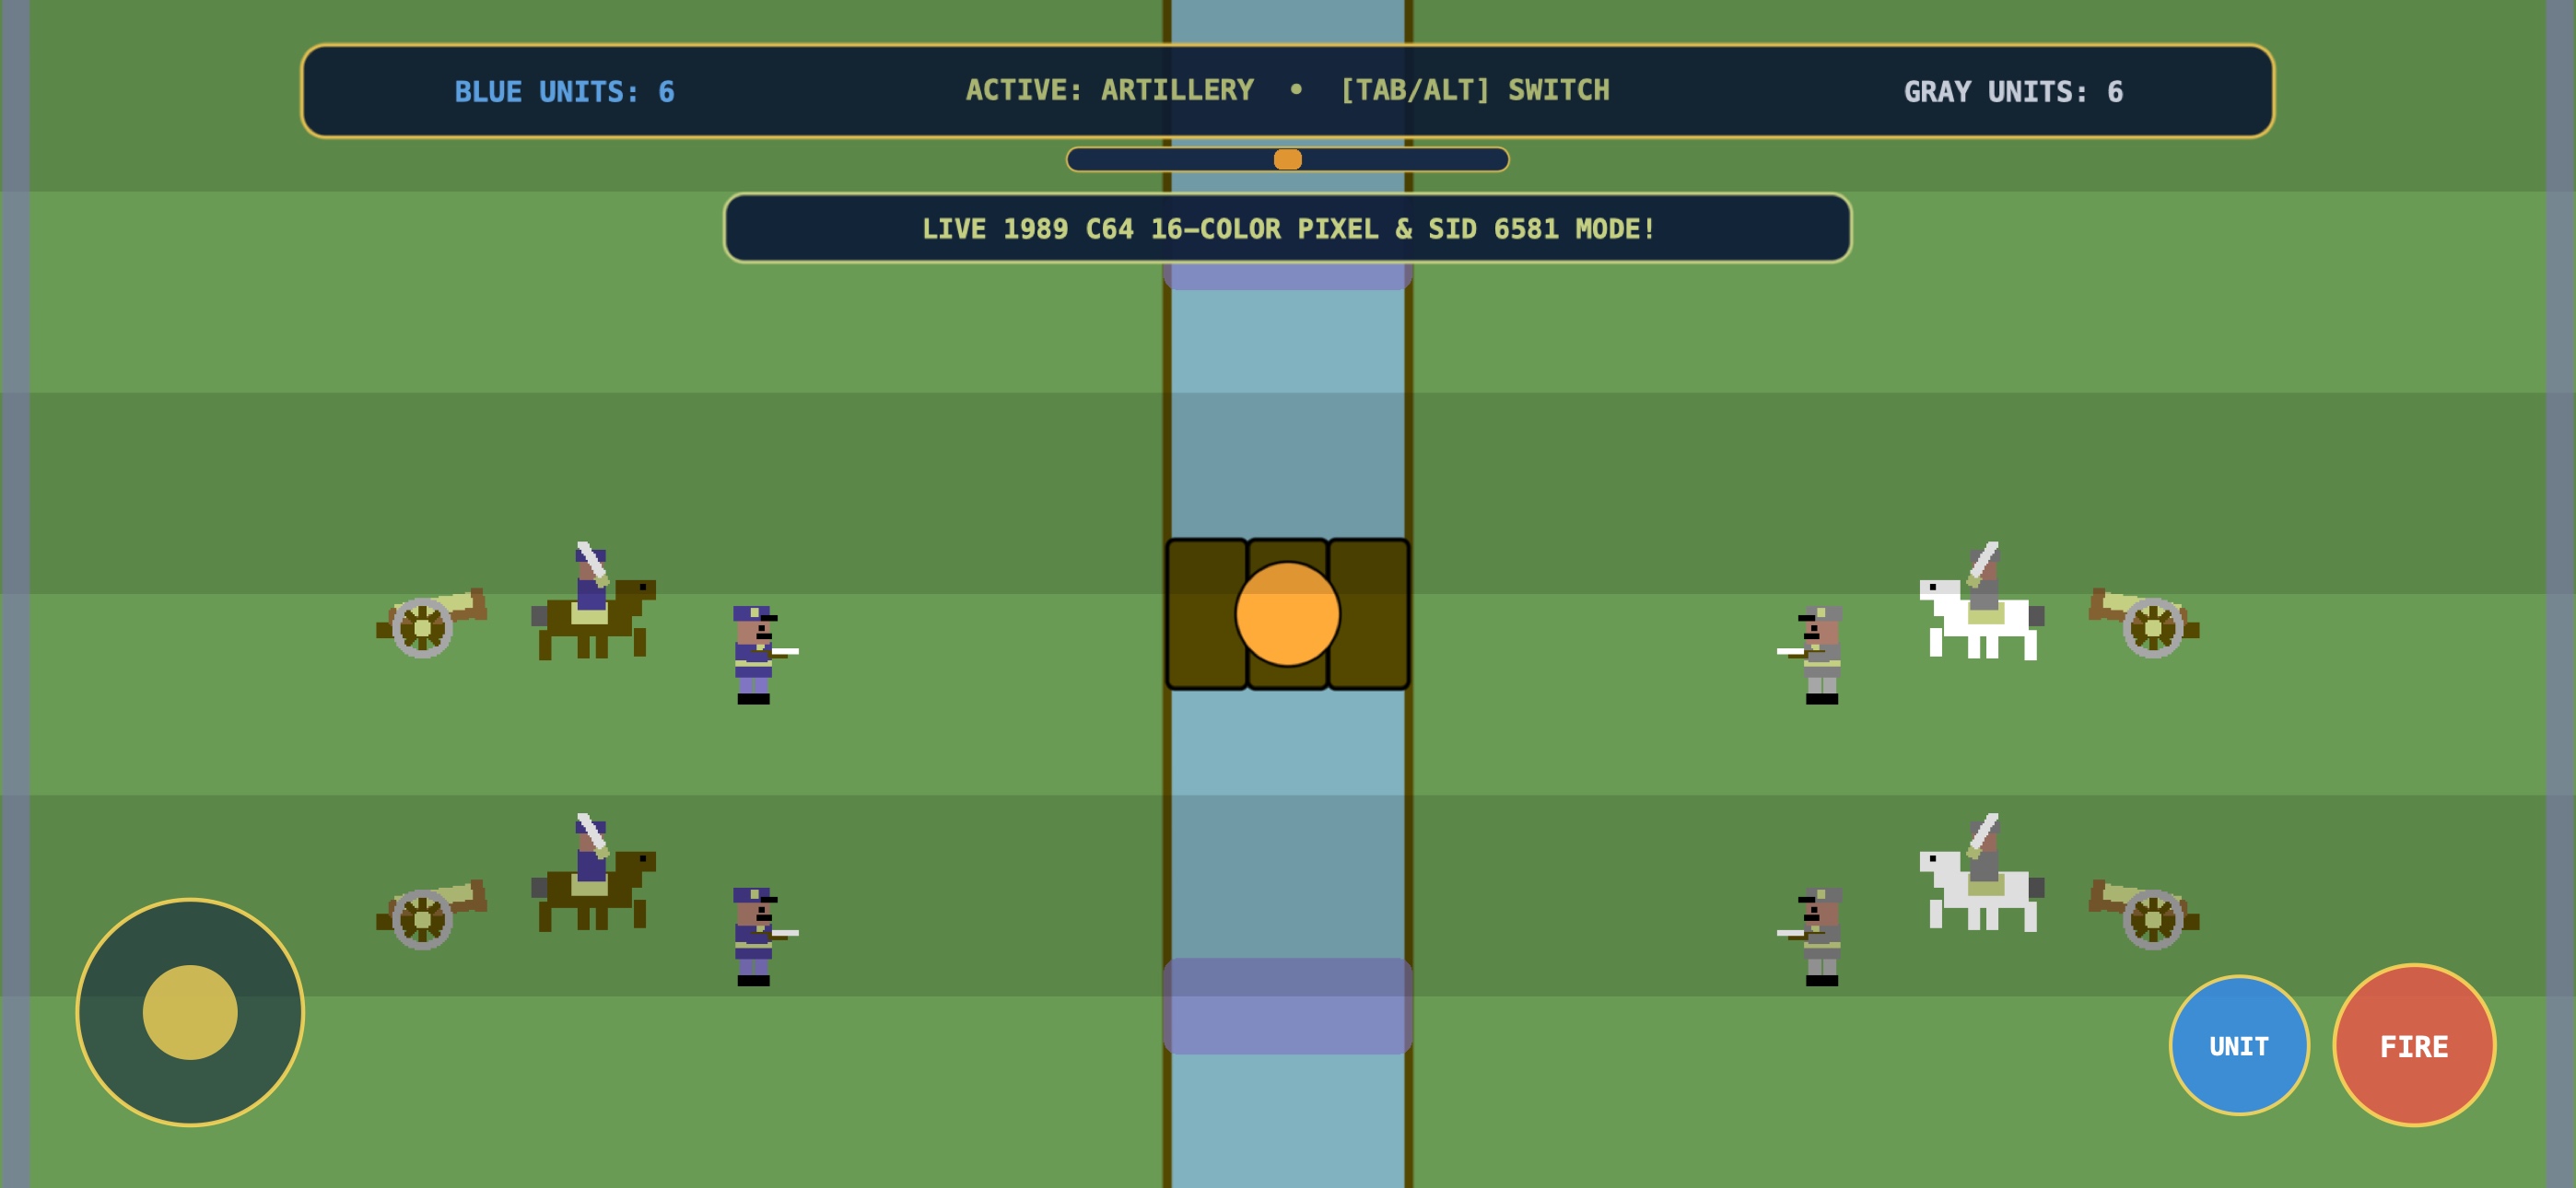 BLUE UNITS: 6
ACTIVE: ARTILLERY • [TAB/ALT] SWITCH
GRAY UNITS: 6
LIVE 1989 C64 16-COLOR PIXEL & SID 6581 MODE!
UNIT
FIRE